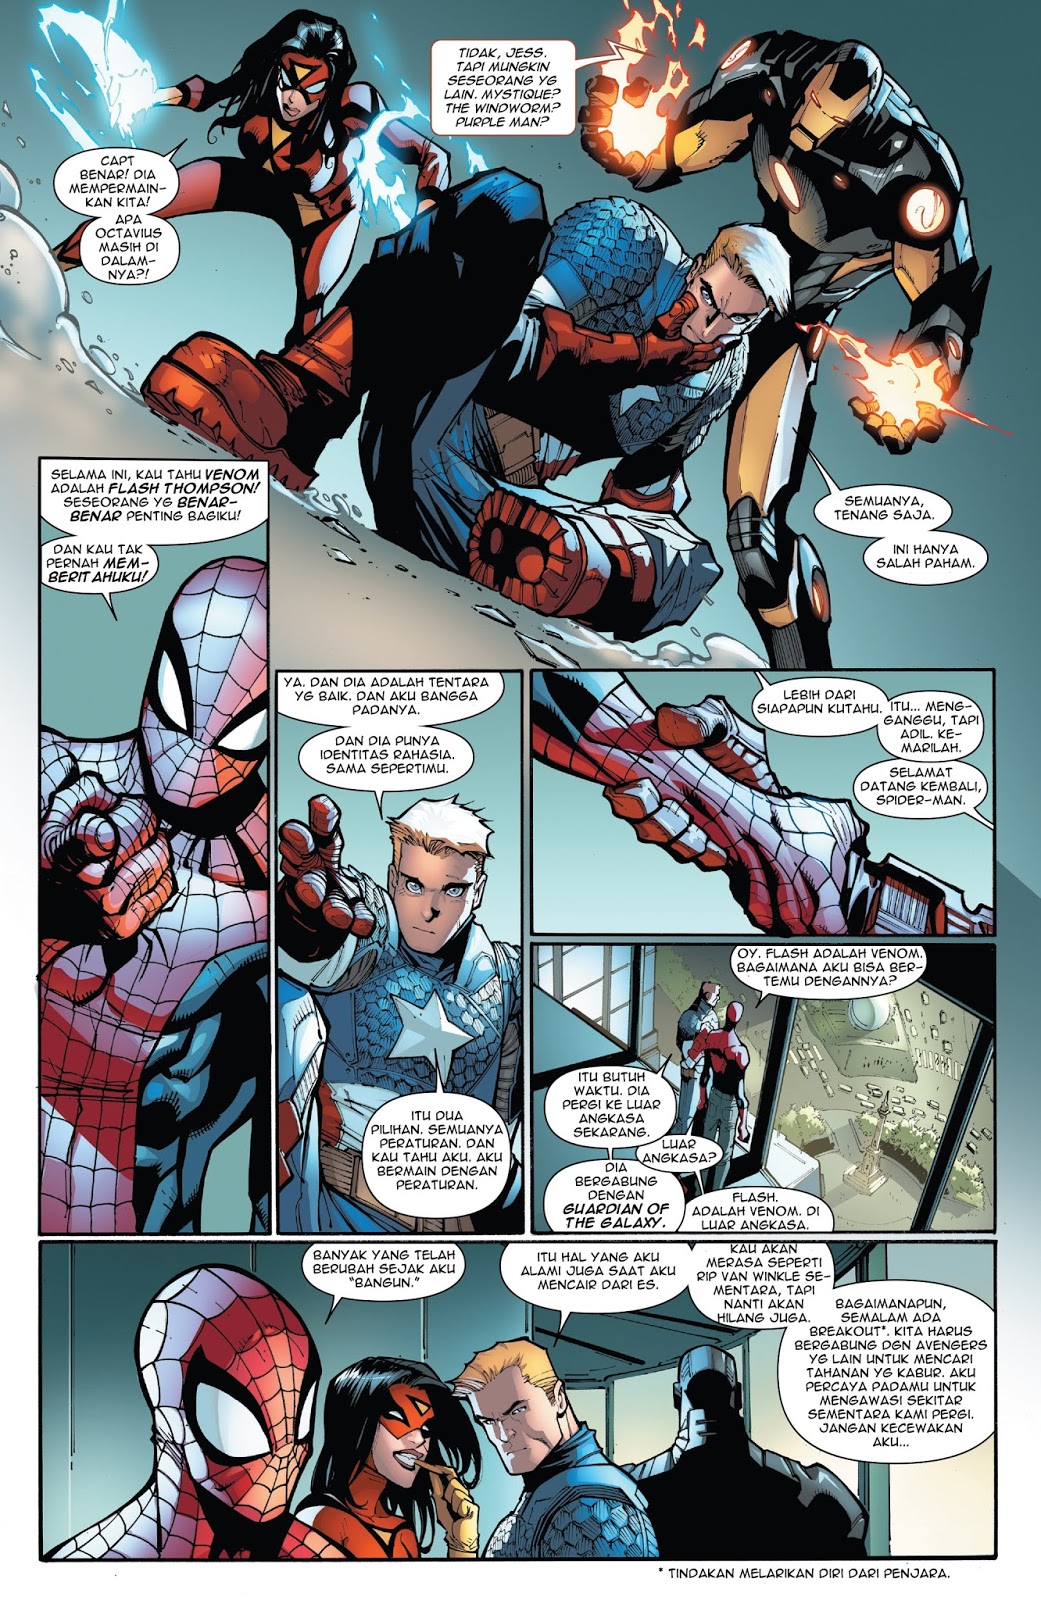 CAPT
BENAR! DIA
MEMPERMAIN-
KAN KITA!
APA
OCTAVIUS
MASIH DI
DALAM-
NYA?!
TIDAK, JESS.
TAPI MUNGKIN
SESEORANG YG
LAIN. MYSTIQUE?
THE WINDWORM?
PURPLE MAN?
SEMUANYA,
TENANG SAJA.
INI HANYA
SALAH PAHAM.
SELAMA INI, KAU TAHU VENOM
ADALAH FLASH THOMPSON!
SESEORANG YG BENAR-
BENAR PENTING BAGIKU!
DAN KAU TAK
PERNAH MEM-
BERITAHUKU!
YA. DAN DIA ADALAH TENTARA
YG BAIK. DAN AKU BANGGA
PADANYA.
DAN DIA PUNYA
IDENTITAS RAHASIA.
SAMA SEPERTIMU.
ITU DUA
PILIHAN. SEMUANYA
PERATURAN. DAN
KAU TAHU AKU. AKU
BERMAIN DENGAN
PERATURAN.
LEBIH DARI
SIAPAPUN KUTAHU.
ITU... MENG-
GANGGU, TAPI
ADIL. KE-
MARILAH.
SELAMAT
DATANG KEMBALI,
SPIDER-MAN.
OY. FLASH ADALAH VENOM.
BAGAIMANA AKU BISA BER-
TEMU DENGANNYA?
ITU BUTUH
WAKTU. DIA
PERGI KE LUAR
ANGKASA
SEKARANG.
LUAR
ANGKASA?
DIA
BERGABUNG
DENGAN
GUARDIAN OF
THE GALAXY.
FLASH.
ADALAH VENOM. DI
LUAR ANGKASA.
BANYAK YANG TELAH
BERUBAH SEJAK AKU
"BANGUN."
ITU HAL YANG AKU
ALAMI JUGA SAAT AKU
MENCAIR DARI ES.
KAU AKAN
MERASA SEPERTI
RIP VAN WINKLE SE-
MENTARA, TAPI
NANTI AKAN
HILANG JUGA.
BAGAIMANAPUN,
SEMALAM ADA
BREAKOUT*. KITA HARUS
BERGABUNG DGN AVENGERS
YG LAIN UNTUK MENCARI
TAHANAN YG KABUR. AKU
PERCAYA PADAMU UNTUK
MENGAWASI SEKITAR
SEMENTARA KAMI PERGI.
JANGAN KECEWAKAN
AKU...
* TINDAKAN MELARIKAN DIRI DARI PENJARA.